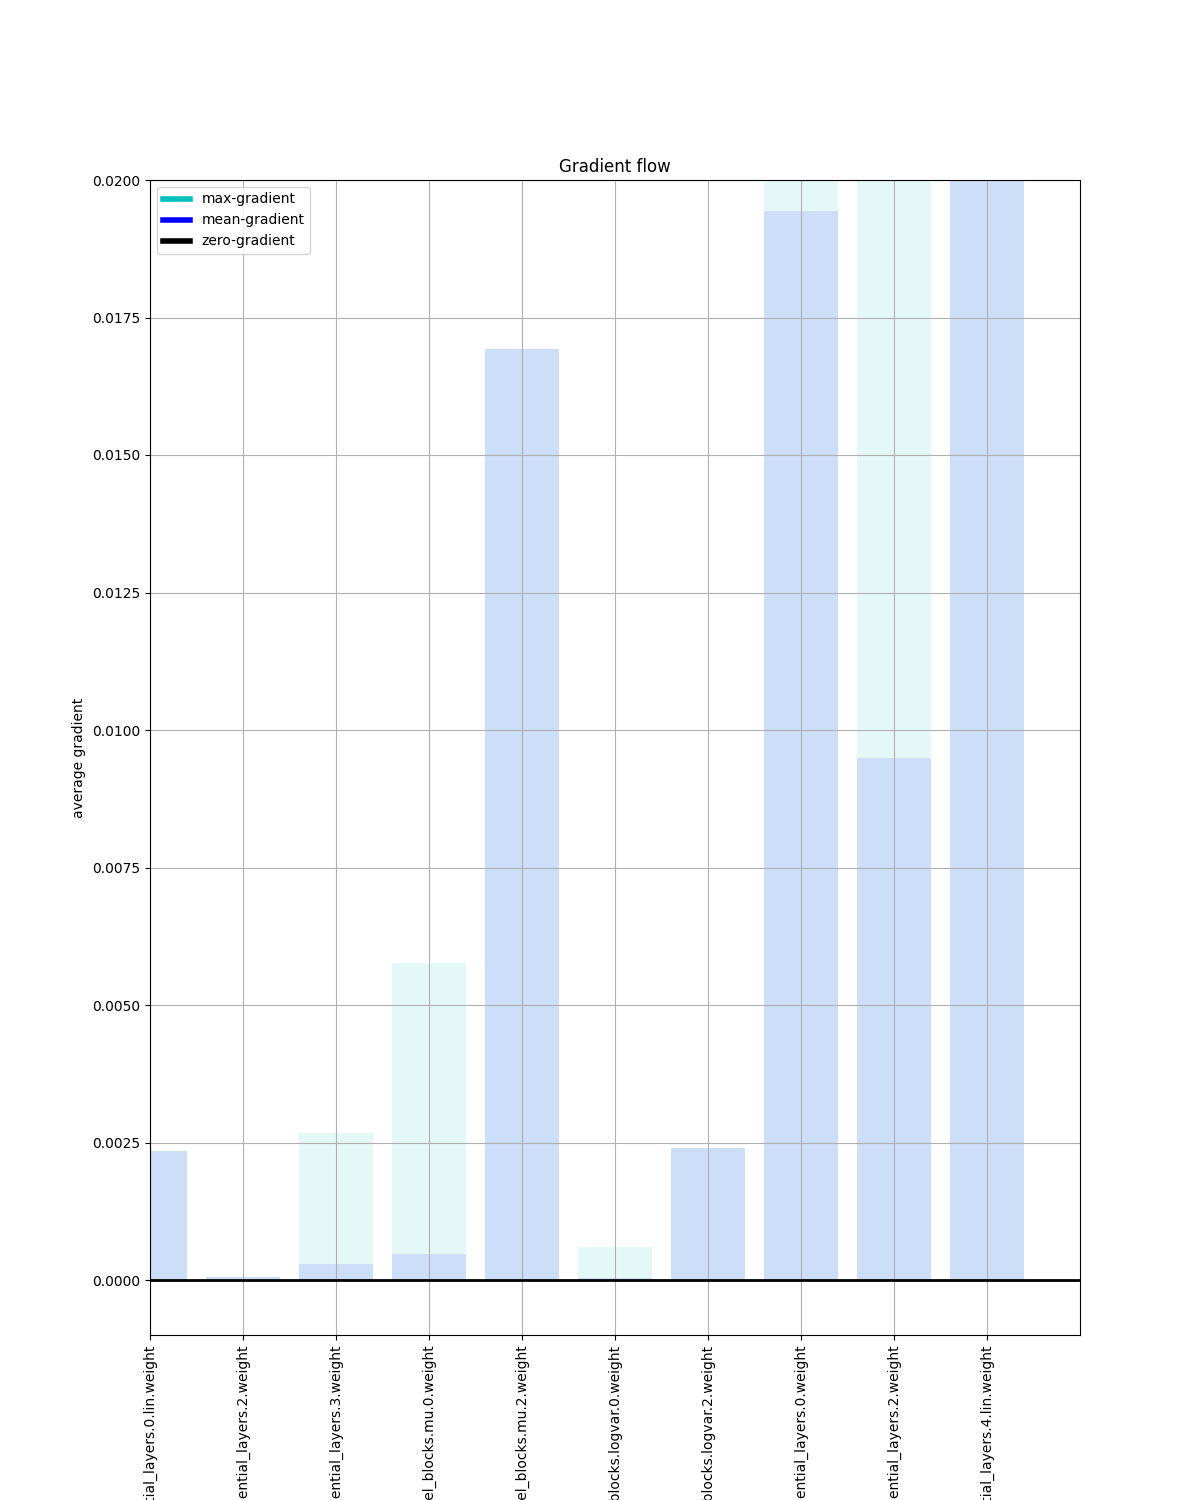 Gradient flow
max-gradient
mean-gradient
zero-gradient
0.0200
0.0175
0.0150
0.0125
0.0100
0.0075
0.0050
0.0025
0.0000
average gradient
tial_layers.0.lin.weight
ential_layers.2.weight
ential_layers.3.weight
el_blocks.mu.0.weight
el_blocks.mu.2.weight
blocks.logvar.0.weight
blocks.logvar.2.weight
ential_layers.0.weight
ential_layers.2.weight
tial_layers.4.lin.weight